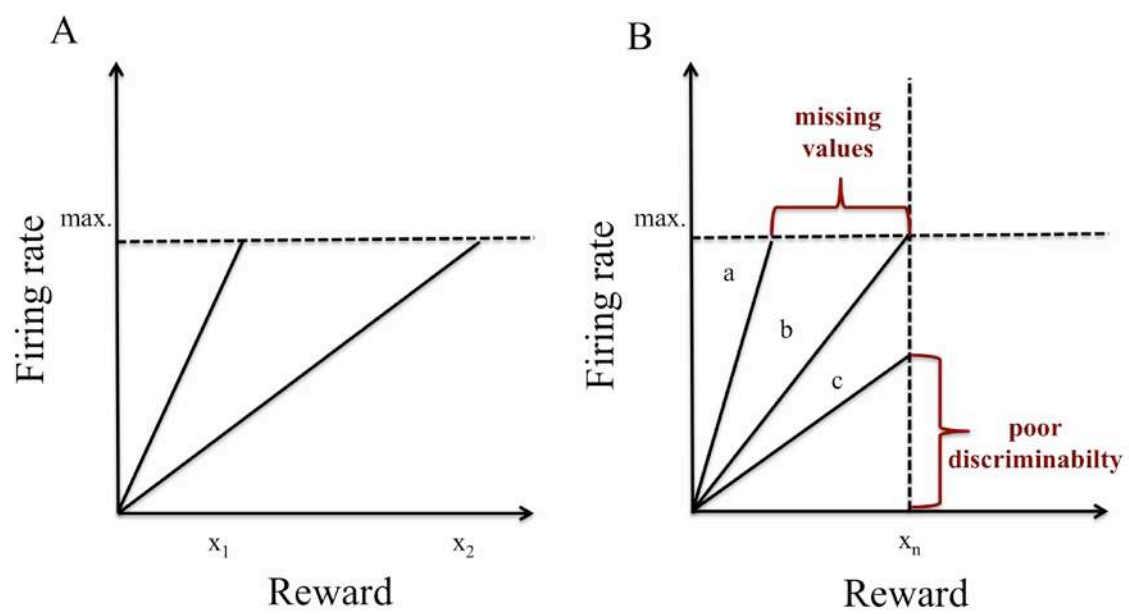 A
Firing rate
max.
x₁
x₂
Reward
B
Firing rate
max.
missing
values
a
b
c
poor
discriminabilty
xₙ
Reward